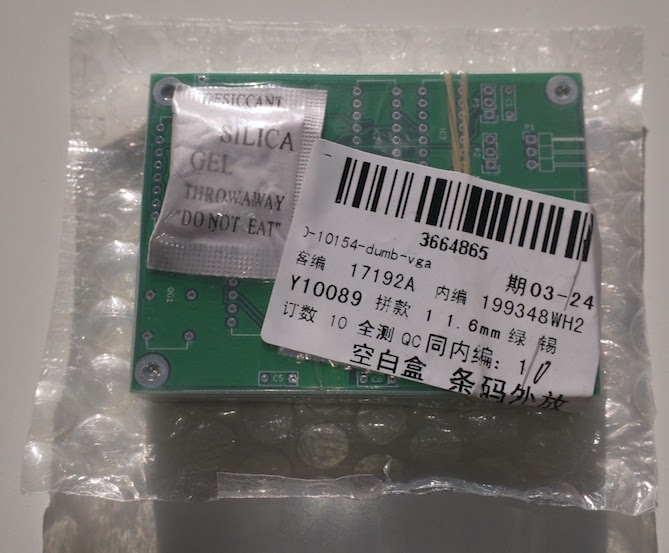 DESICCANT
SILICA
GEL
THROWAWAY
"DO NOT EAT"
3664865
-10154-dumb-vga
客编 17192A 内编 199348WH2
期03-24
Y10089 拼款 1 1.6mm 绿 锡
订数 10 全测 QC同内编: 10
空白盒 条码外放
C5